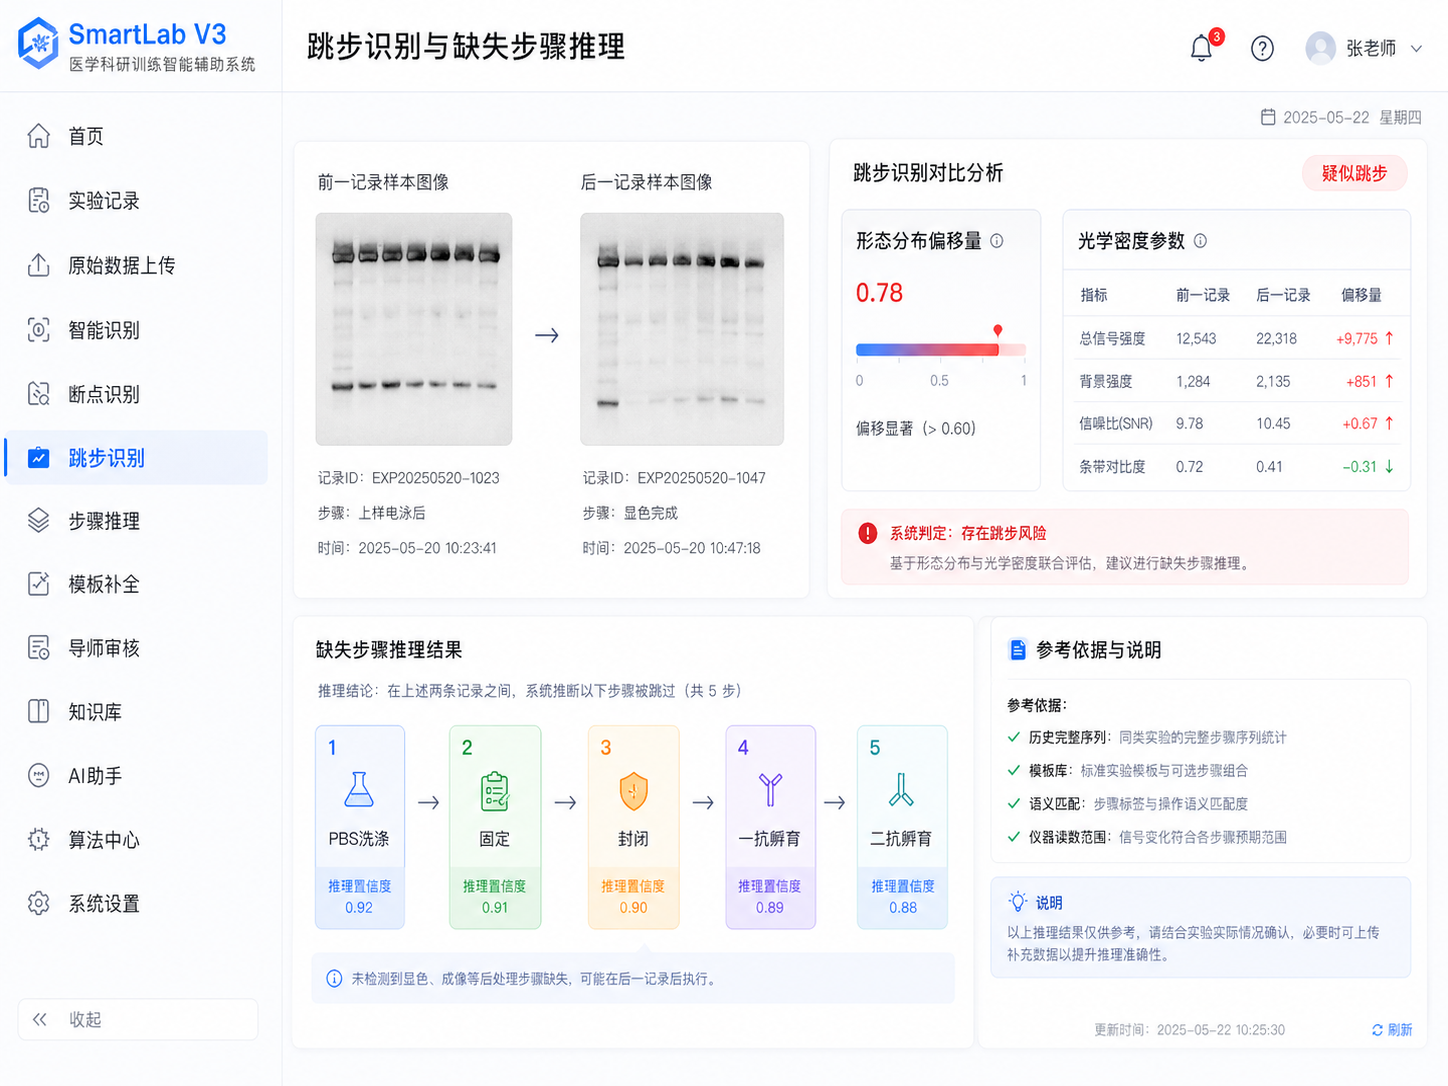 SmartLab V3
医学科研训练智能辅助系统
跳步识别与缺失步骤推理
3
张老师
2025-05-22 星期四
首页
实验记录
原始数据上传
智能识别
断点识别
跳步识别
步骤推理
模板补全
导师审核
知识库
AI助手
算法中心
系统设置
收起
前一记录样本图像
后一记录样本图像
记录ID：EXP20250520-1023
步骤：上样电泳后
时间：2025-05-20 10:23:41
记录ID：EXP20250520-1047
步骤：显色完成
时间：2025-05-20 10:47:18
跳步识别对比分析
疑似跳步
形态分布偏移量
0.78
0 0.5 1
偏移显著（> 0.60）
光学密度参数
指标 前一记录 后一记录 偏移量
总信号强度 12,543 22,318 +9,775 ↑
背景强度 1,284 2,135 +851 ↑
信噪比(SNR) 9.78 10.45 +0.67 ↑
条带对比度 0.72 0.41 -0.31 ↓
系统判定：存在跳步风险
基于形态分布与光学密度联合评估，建议进行缺失步骤推理。
缺失步骤推理结果
推理结论：在上述两条记录之间，系统推断以下步骤被跳过（共 5 步）
1
PBS洗涤
推理置信度
0.92
2
固定
推理置信度
0.91
3
封闭
推理置信度
0.90
4
一抗孵育
推理置信度
0.89
5
二抗孵育
推理置信度
0.88
未检测到显色、成像等后处理步骤缺失，可能在后一记录后执行。
参考依据与说明
参考依据：
历史完整序列：同类实验的完整步骤序列统计
模板库：标准实验模板与可选步骤组合
语义匹配：步骤标签与操作语义匹配度
仪器读数范围：信号变化符合各步骤预期范围
说明
以上推理结果仅供参考，请结合实验实际情况确认，必要时可上传
补充数据以提升推理准确性。
更新时间：2025-05-22 10:25:30
刷新